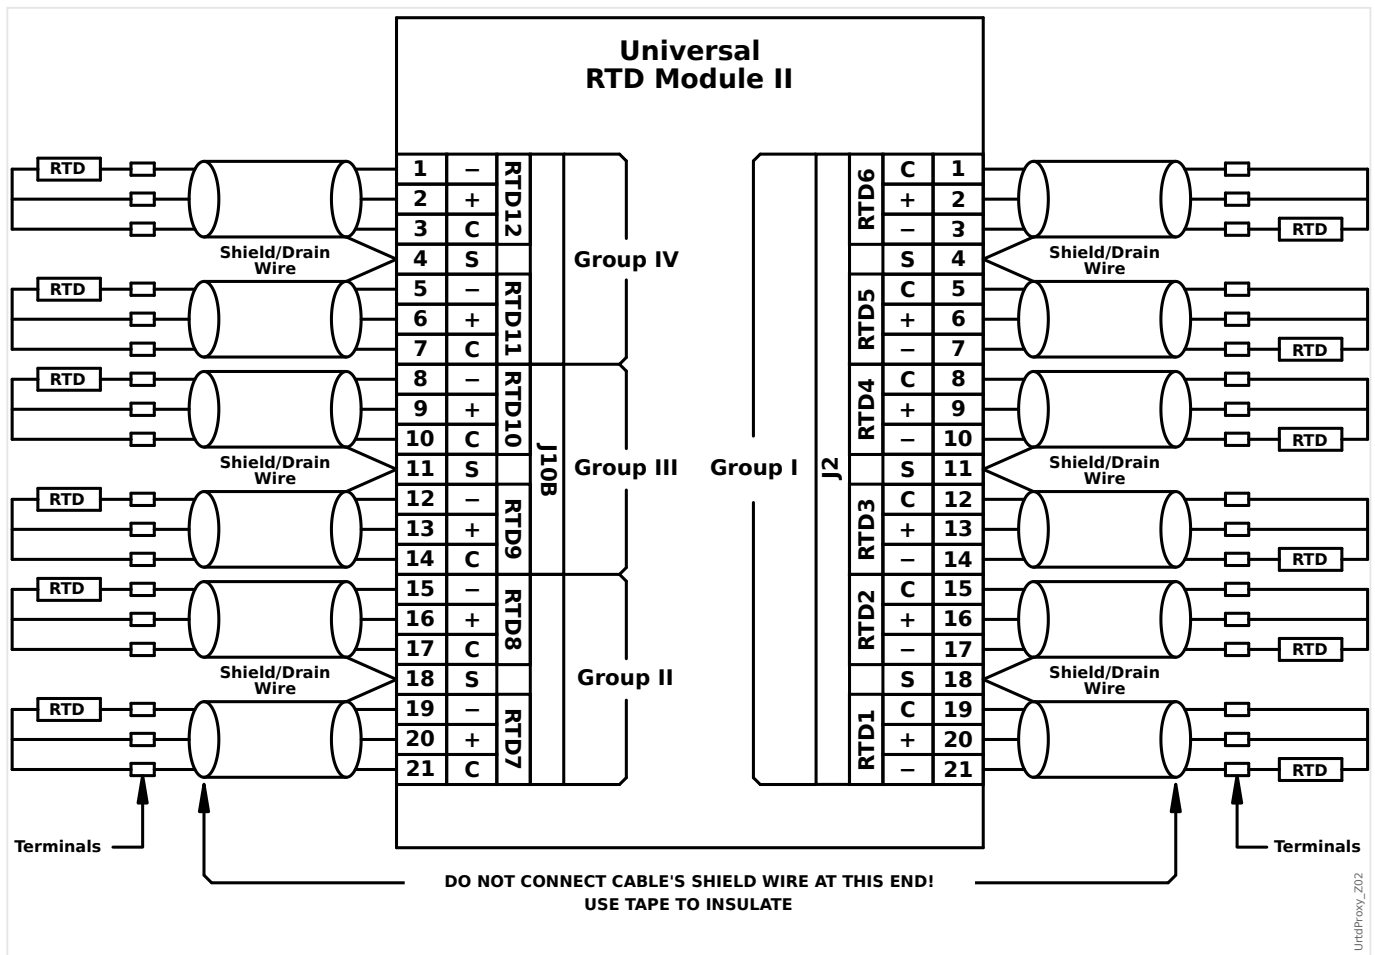 Universal
RTD Module II
RTD 1 − RTD12 RTD6 C 1
2 + + 2
3 C − 3 RTD
Shield/Drain
Wire
4 S Group IV S 4
Shield/Drain
Wire
RTD 5 − RTD11 RTD5 C 5
6 + + 6
7 C − 7 RTD
RTD 8 − RTD10 RTD4 C 8
9 + + 9
10 C − 10 RTD
Shield/Drain
Wire
11 S J10B Group III Group I J2 S 11
Shield/Drain
Wire
RTD 12 − RTD9 RTD3 C 12
13 + + 13
14 C − 14 RTD
RTD 15 − RTD8 RTD2 C 15
16 + + 16
17 C − 17 RTD
Shield/Drain
Wire
18 S Group II S 18
Shield/Drain
Wire
RTD 19 − RTD7 RTD1 C 19
20 + + 20
21 C − 21 RTD
Terminals
Terminals
DO NOT CONNECT CABLE'S SHIELD WIRE AT THIS END!
USE TAPE TO INSULATE
UrtdProxy_Z02